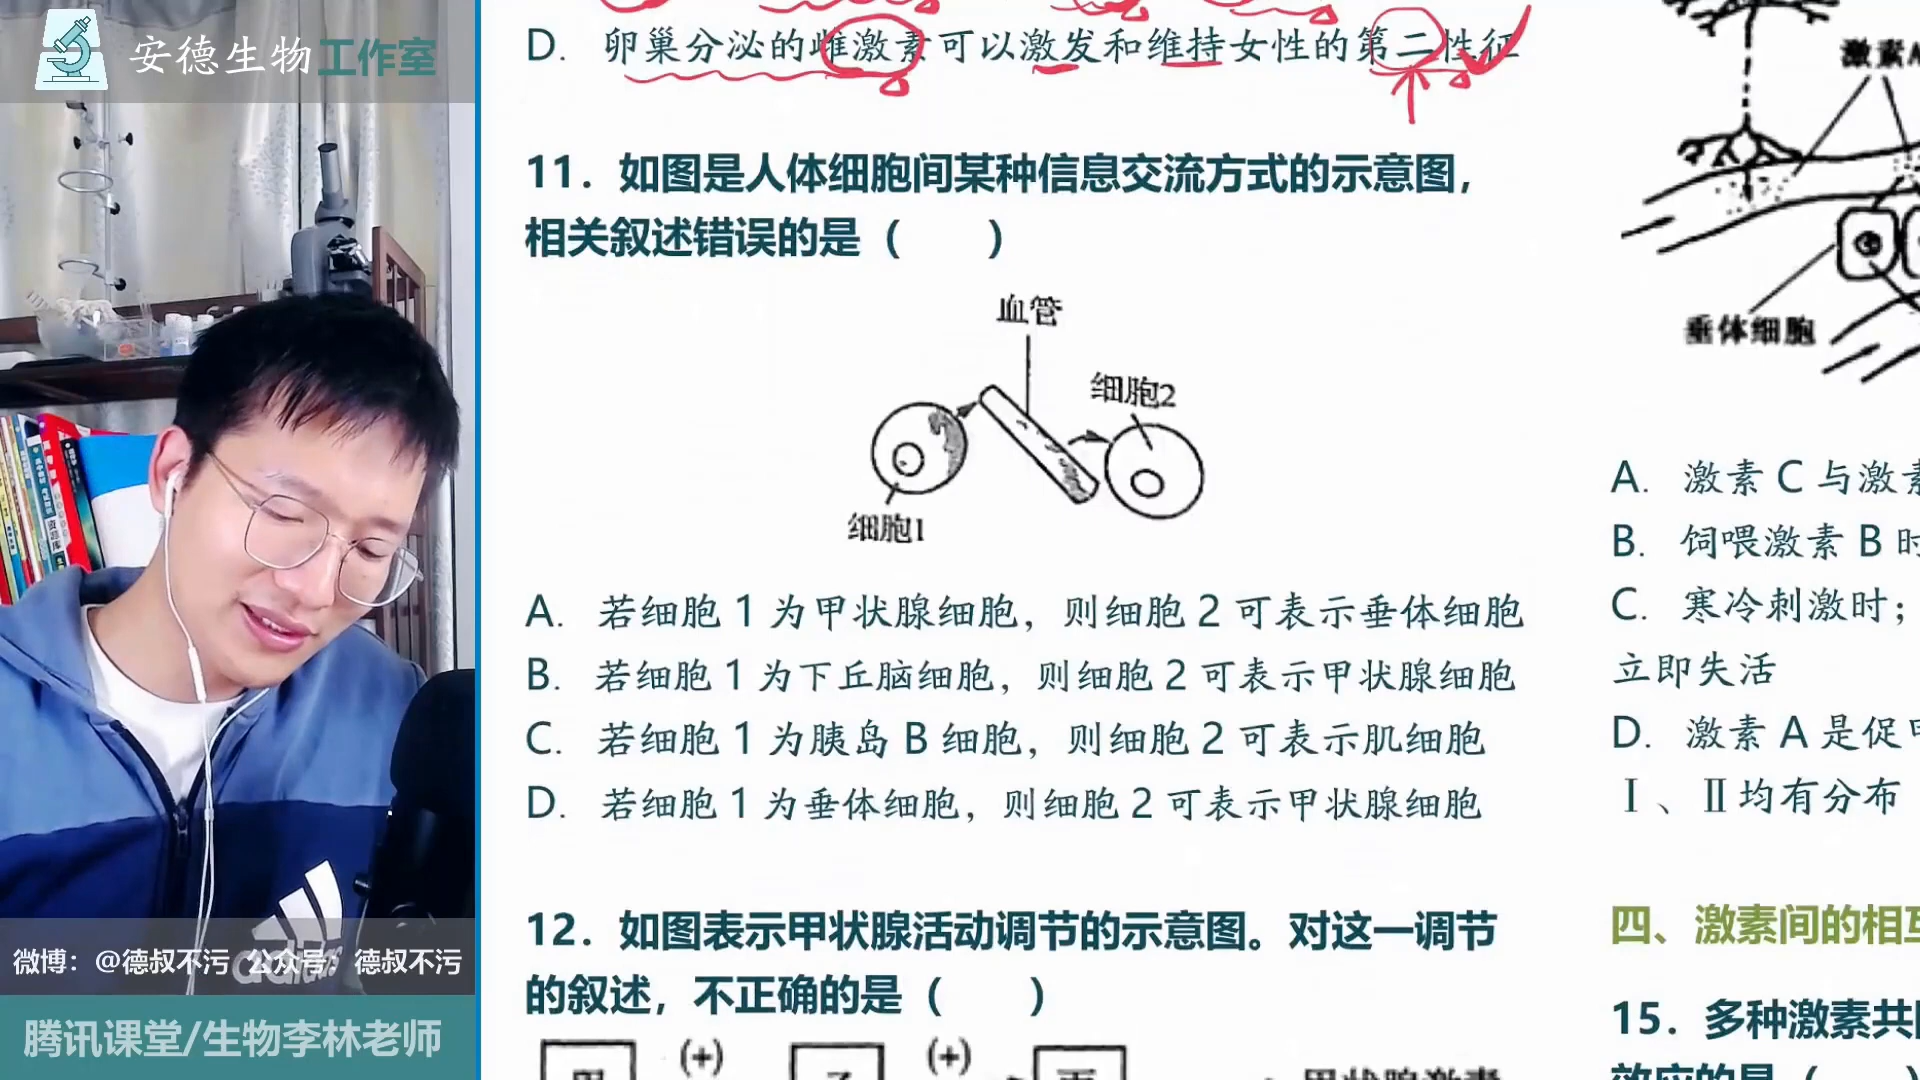 安德生物工作室
D. 卵巢分泌的雌激素可以激发和维持女性的第二性征
11. 如图是人体细胞间某种信息交流方式的示意图,
相关叙述错误的是 ( )
血管
细胞2
细胞1
A. 若细胞 1 为甲状腺细胞, 则细胞 2 可表示垂体细胞
B. 若细胞 1 为下丘脑细胞, 则细胞 2 可表示甲状腺细胞
C. 若细胞 1 为胰岛 B 细胞, 则细胞 2 可表示肌细胞
D. 若细胞 1 为垂体细胞, 则细胞 2 可表示甲状腺细胞
12. 如图表示甲状腺活动调节的示意图。对这一调节
的叙述, 不正确的是 ( )
(+)
(+)
激素
垂体细胞
A. 激素 C 与激
B. 饲喂激素 B 时
C. 寒冷刺激时;
立即失活
D. 激素 A 是促
Ⅰ、Ⅱ均有分布
四、激素间的相
15. 多种激素共
微博: @德叔不污 公众号: 德叔不污
adidas
腾讯课堂/生物李林老师